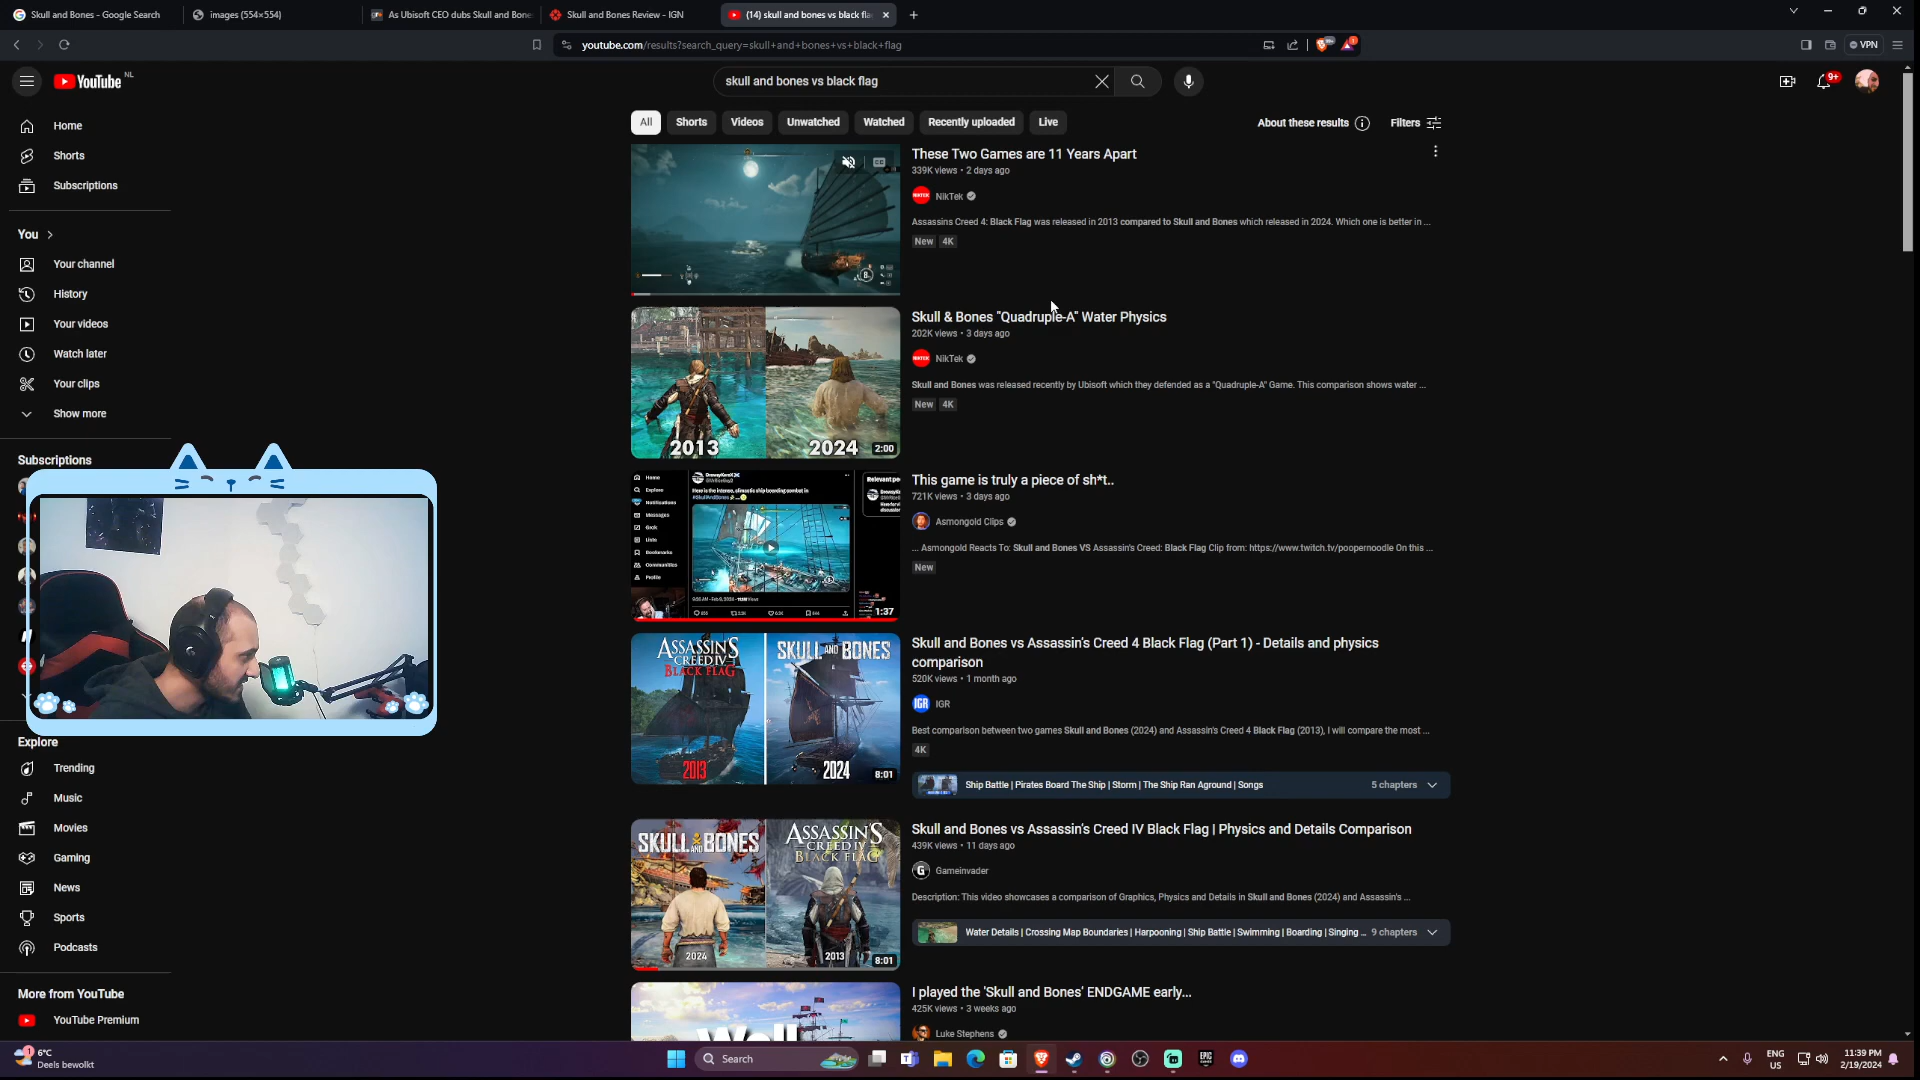 Skull and Bones - Google Search
images (554×554)
As Ubisoft CEO dubs Skull and Bone
Skull and Bones Review - IGN
(14) skull and bones vs black fla
youtube.com/results?search_query=skull+and+bones+vs+black+flag
VPN
YouTube NL
skull and bones vs black flag
9+
All
Shorts
Videos
Unwatched
Watched
Recently uploaded
Live
About these results
Filters
Home
Shorts
Subscriptions
You
Your channel
History
Your videos
Watch later
Your clips
Show more
Subscriptions
Explore
Trending
Music
Movies
Gaming
News
Sports
Podcasts
More from YouTube
YouTube Premium
These Two Games are 11 Years Apart
339K views • 2 days ago
NikTek
Assassins Creed 4: Black Flag was released in 2013 compared to Skull and Bones which released in 2024. Which one is better in ...
New 4K
2013
2024
2:00
Skull & Bones "Quadruple-A" Water Physics
202K views • 3 days ago
NikTek
Skull and Bones was released recently by Ubisoft which they defended as a "Quadruple-A" Game. This comparison shows water ...
New 4K
1:37
This game is truly a piece of sh*t..
721K views • 3 days ago
Asmongold Clips
... Asmongold Reacts To: Skull and Bones VS Assassin's Creed: Black Flag Clip from: https://www.twitch.tv/poopernoodle On this ...
New
ASSASSIN'S
CREED IV
BLACK FLAG
SKULL AND BONES
2013
2024
8:01
Skull and Bones vs Assassin's Creed 4 Black Flag (Part 1) - Details and physics
comparison
520K views • 1 month ago
IGR
Best comparison between two games Skull and Bones (2024) and Assassin's Creed 4 Black Flag (2013), I will compare the most ...
4K
Ship Battle | Pirates Board The Ship | Storm | The Ship Ran Aground | Songs
5 chapters
SKULL AND BONES
ASSASSIN'S
CREED IV
BLACK FLAG
2024
2013
8:01
Skull and Bones vs Assassin's Creed IV Black Flag | Physics and Details Comparison
439K views • 11 days ago
Gameinvader
Description: This video showcases a comparison of Graphics, Physics and Details in Skull and Bones (2024) and Assassin's ...
Water Details | Crossing Map Boundaries | Harpooning | Ship Battle | Swimming | Boarding | Singing ...
9 chapters
I played the 'Skull and Bones' ENDGAME early...
425K views • 3 weeks ago
Luke Stephens
6°C
Deels bewolkt
Search
ENG
US
11:39 PM
2/19/2024